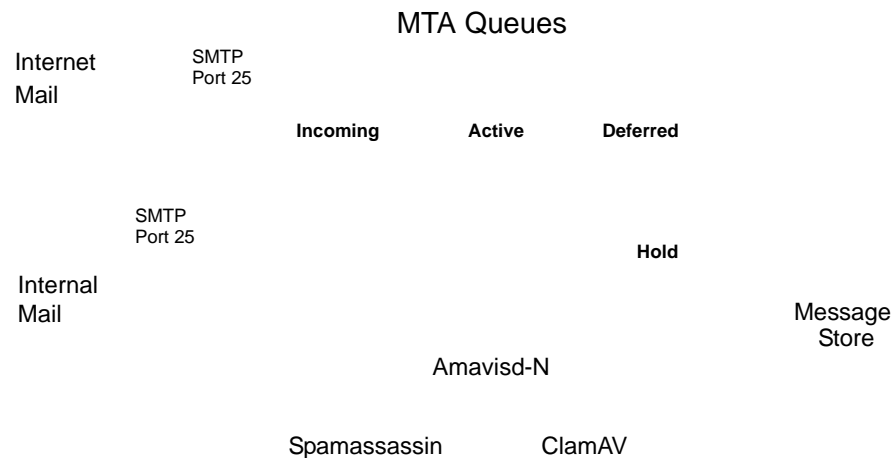 MTA Queues
Internet
Mail
SMTP
Port 25
Incoming
Active
Deferred
SMTP
Port 25
Hold
Internal
Mail
Message
Store
Amavisd-N
Spamassassin
ClamAV